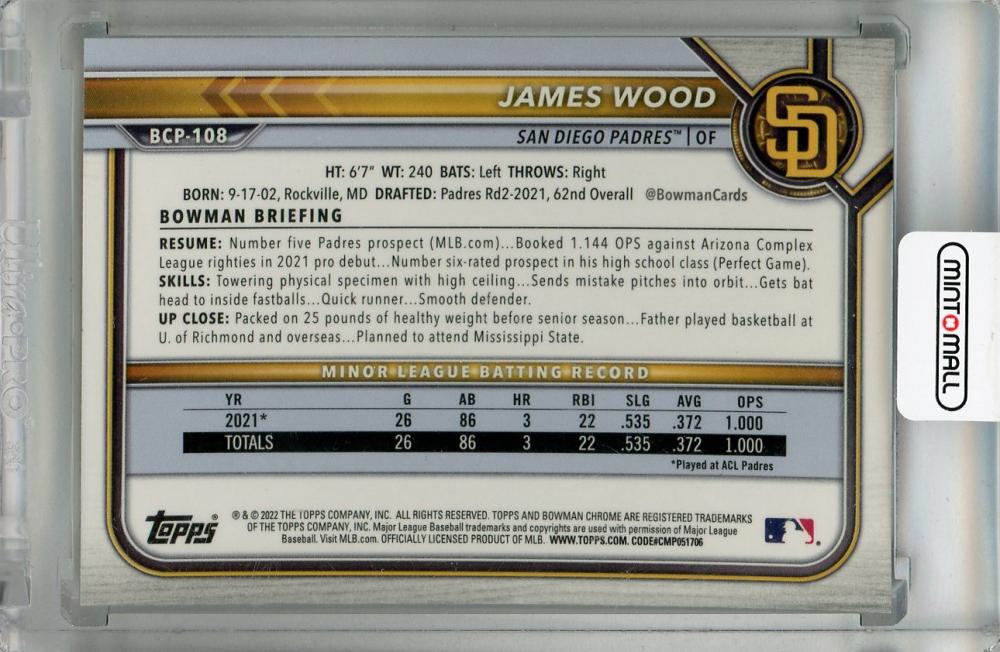 JAMES WOOD
BCP-108
SAN DIEGO PADRES™ | OF
SD
HT: 6'7" WT: 240 BATS: Left THROWS: Right
BORN: 9-17-02, Rockville, MD DRAFTED: Padres Rd2-2021, 62nd Overall @BowmanCards
BOWMAN BRIEFING
RESUME: Number five Padres prospect (MLB.com)...Booked 1.144 OPS against Arizona Complex
League righties in 2021 pro debut...Number six-rated prospect in his high school class (Perfect Game).
SKILLS: Towering physical specimen with high ceiling...Sends mistake pitches into orbit...Gets bat
head to inside fastballs...Quick runner...Smooth defender.
UP CLOSE: Packed on 25 pounds of healthy weight before senior season...Father played basketball at
U. of Richmond and overseas...Planned to attend Mississippi State.
MINOR LEAGUE BATTING RECORD
YR G AB HR RBI SLG AVG OPS
2021* 26 86 3 22 .535 .372 1.000
TOTALS 26 86 3 22 .535 .372 1.000
*Played at ACL Padres
TOPPS®
® & © 2022 THE TOPPS COMPANY, INC. ALL RIGHTS RESERVED. TOPPS AND BOWMAN CHROME ARE REGISTERED TRADEMARKS
OF THE TOPPS COMPANY, INC. Major League Baseball trademarks and copyrights are used with permission of Major League
Baseball. Visit MLB.com. OFFICIALLY LICENSED PRODUCT OF MLB. WWW.TOPPS.COM. CODE#CMP051706
MINT MALL